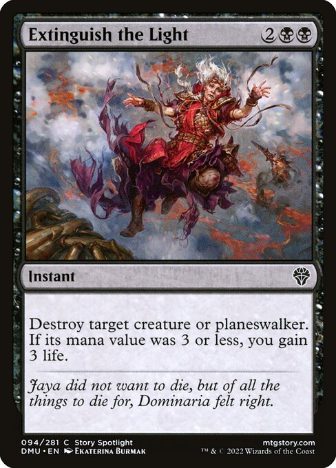 Extinguish the Light 2
Instant
Destroy target creature or planeswalker.
If its mana value was 3 or less, you gain
3 life.
Jaya did not want to die, but of all the
things to die for, Dominaria felt right.
094/281 C Story Spotlight mtgstory.com
DMU • EN Ekaterina Burmak ™ & © 2022 Wizards of the Coast